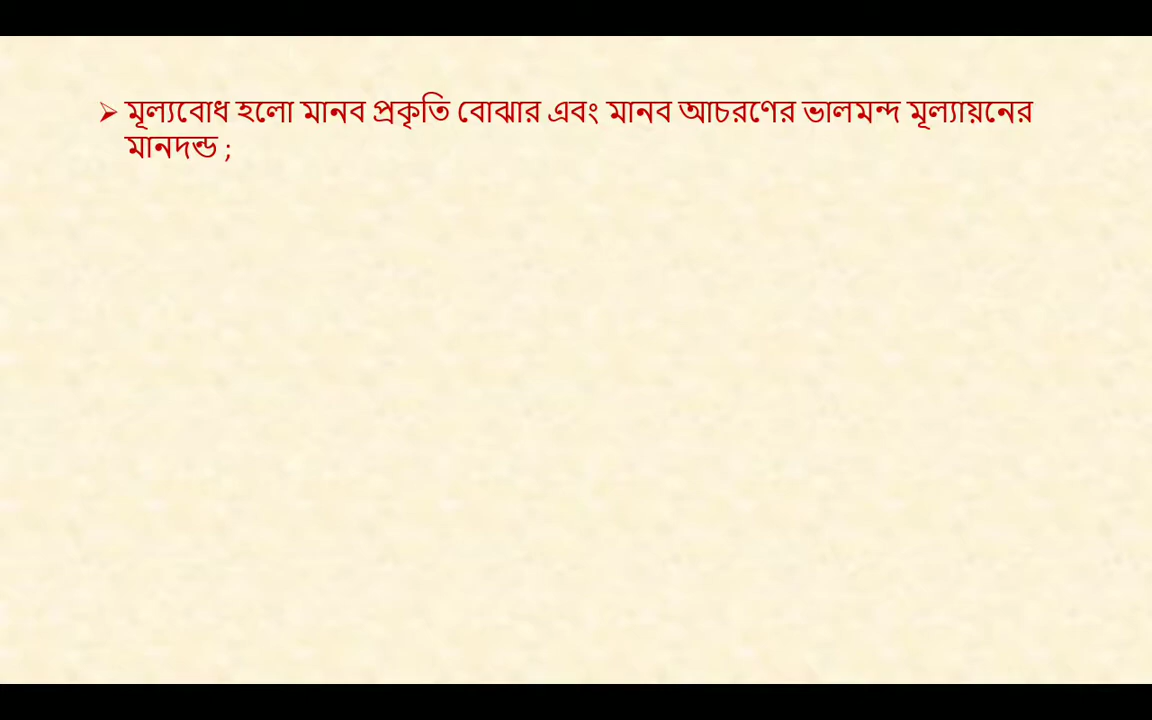 ➢ মূল্যবোধ হলো মানব প্রকৃতি বোঝার এবং মানব আচরণের ভালমন্দ মূল্যায়নের
মানদন্ড ;